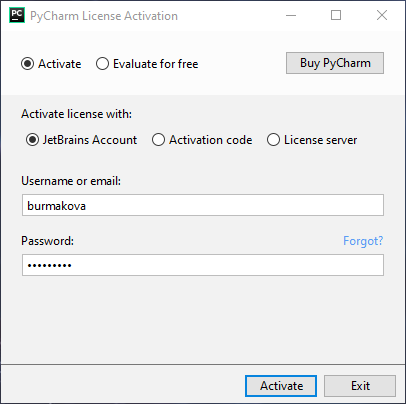 PC PyCharm License Activation
Activate Evaluate for free Buy PyCharm
Activate license with:
JetBrains Account Activation code License server
Username or email:
burmakova
Password: Forgot?
•••••••••
Activate Exit